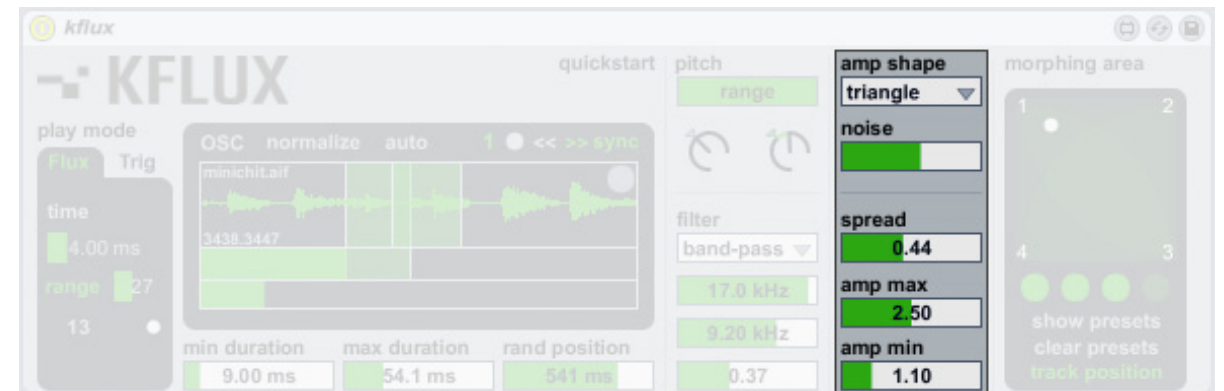 kflux
KFLUX
quickstart
play mode
Flux
Trig
time
4.00 ms
range
27
13
OSC normalize auto 1 << >> sync
minichit.aif
3438.3447
min duration
9.00 ms
max duration
54.1 ms
rand position
541 ms
pitch
range
filter
band-pass
17.0 kHz
9.20 kHz
0.37
amp shape
triangle
noise
spread
0.44
amp max
2.50
amp min
1.10
morphing area
1
2
4
3
show presets
clear presets
track position